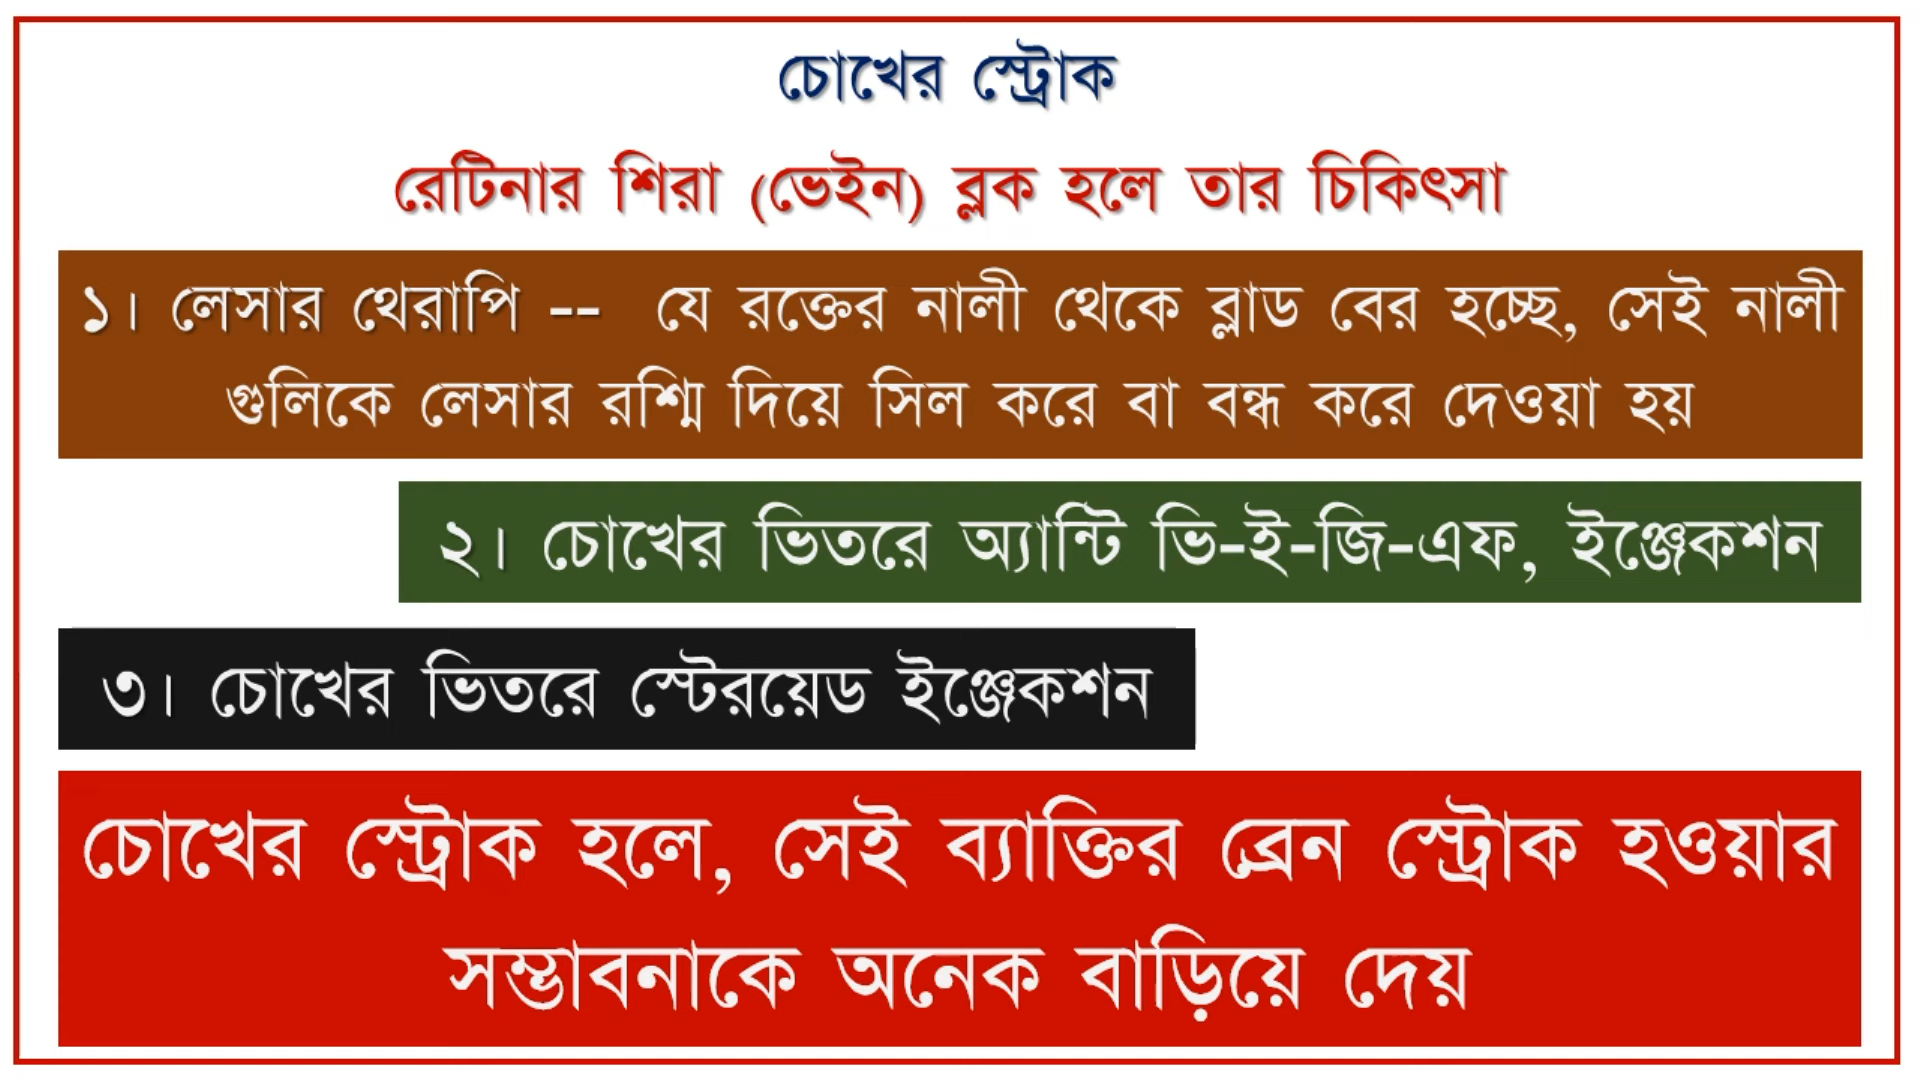 চোখের স্ট্রোক
রেটিনার শিরা (ভেইন) ব্লক হলে তার চিকিৎসা
১। লেসার থেরাপি -- যে রক্তের নালী থেকে ব্লাড বের হচ্ছে, সেই নালী
গুলিকে লেসার রশ্মি দিয়ে সিল করে বা বন্ধ করে দেওয়া হয়
২। চোখের ভিতরে অ্যান্টি ভি-ই-জি-এফ, ইঞ্জেকশন
৩। চোখের ভিতরে স্টেরয়েড ইঞ্জেকশন
চোখের স্ট্রোক হলে, সেই ব্যাক্তির ব্রেন স্ট্রোক হওয়ার
সম্ভাবনাকে অনেক বাড়িয়ে দেয়